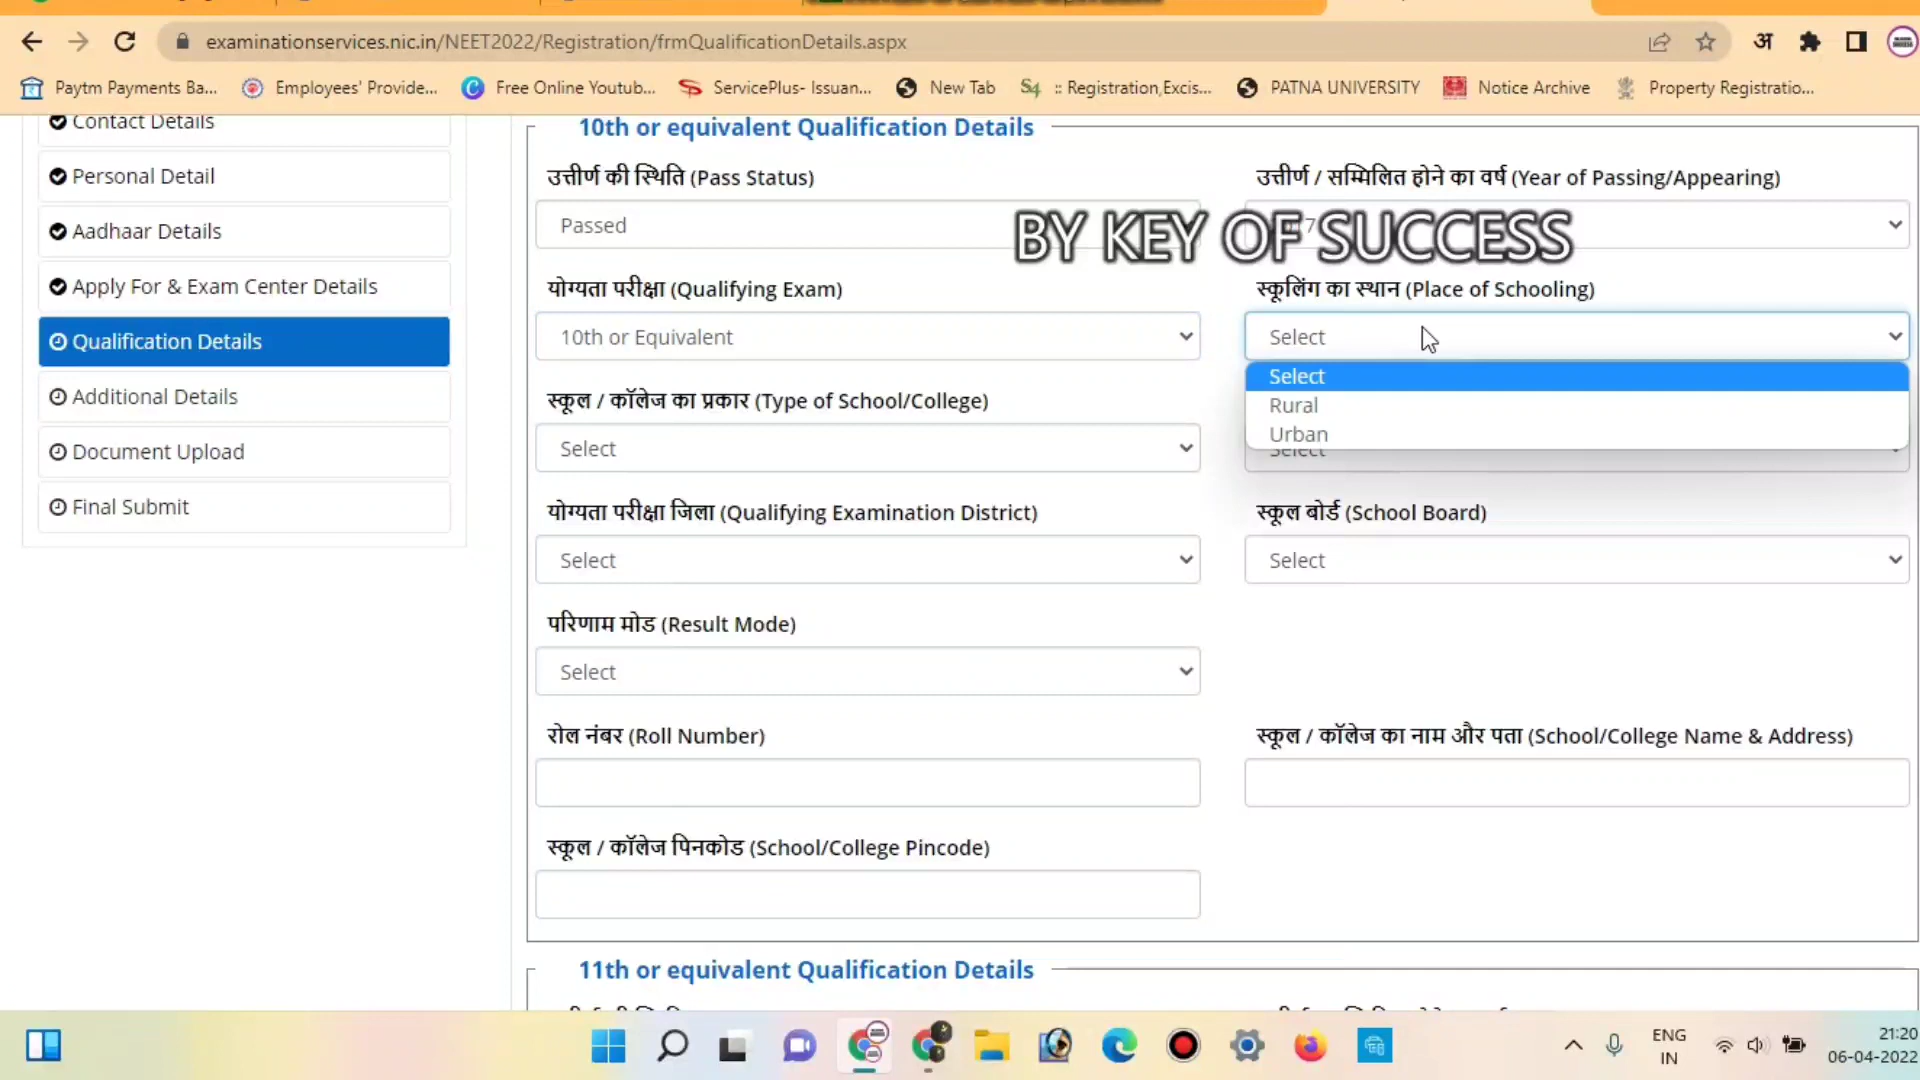 examinationservices.nic.in/NEET2022/Registration/frmQualificationDetails.aspx
अ
Paytm Payments Ba...
Employees' Provide...
Free Online Youtub...
ServicePlus- Issuan...
New Tab
:: Registration,Excis...
PATNA UNIVERSITY
Notice Archive
Property Registratio...
Contact Details
Personal Detail
Aadhaar Details
Apply For & Exam Center Details
Qualification Details
Additional Details
Document Upload
Final Submit
10th or equivalent Qualification Details
उत्तीर्ण की स्थिति (Pass Status)
उत्तीर्ण / सम्मिलित होने का वर्ष (Year of Passing/Appearing)
Passed
BY KEY OF SUCCESS
योग्यता परीक्षा (Qualifying Exam)
स्कूलिंग का स्थान (Place of Schooling)
10th or Equivalent
Select
Select
Rural
Urban
स्कूल / कॉलेज का प्रकार (Type of School/College)
Select
Select
योग्यता परीक्षा जिला (Qualifying Examination District)
स्कूल बोर्ड (School Board)
Select
Select
परिणाम मोड (Result Mode)
Select
रोल नंबर (Roll Number)
स्कूल / कॉलेज का नाम और पता (School/College Name & Address)
स्कूल / कॉलेज पिनकोड (School/College Pincode)
11th or equivalent Qualification Details
ENG
IN
21:20
06-04-2022